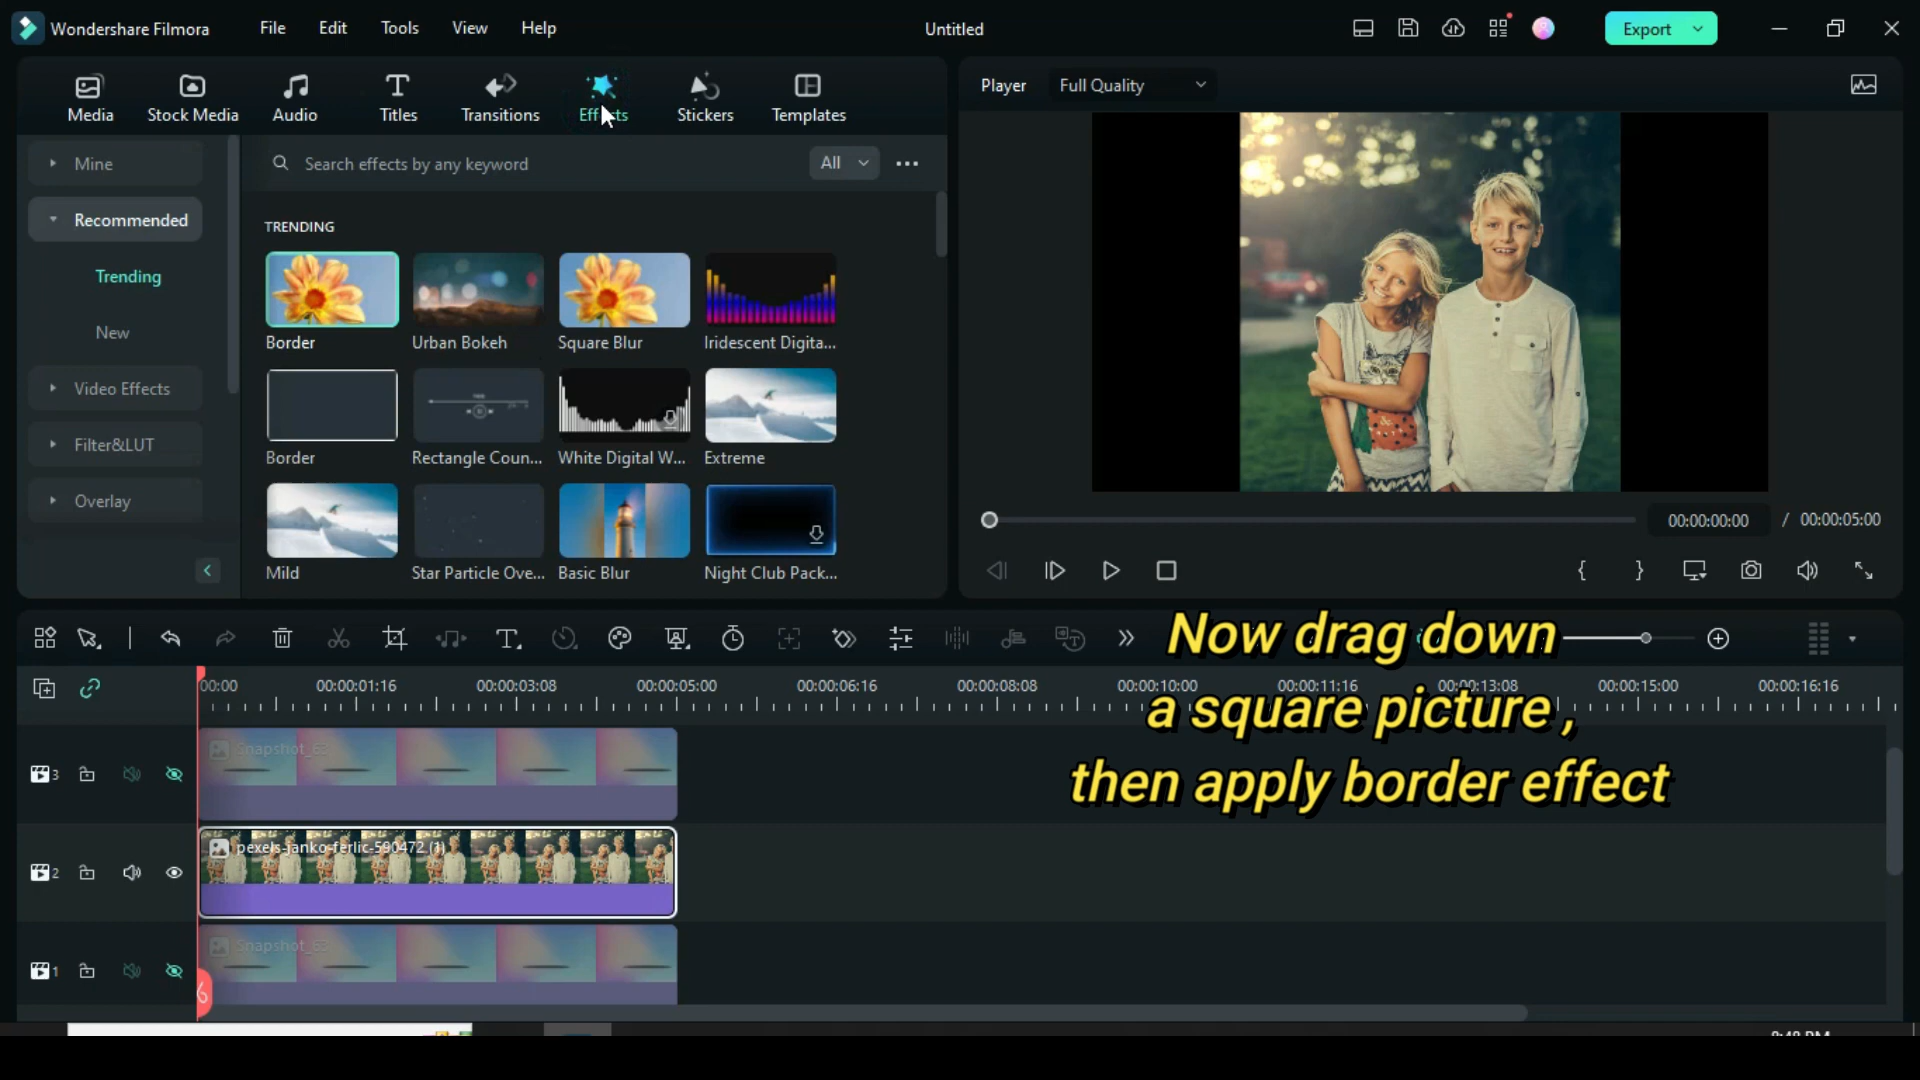 Wondershare Filmora
File
Edit
Tools
View
Help
Untitled
Export
Media
Stock Media
Audio
Titles
Transitions
Effects
Stickers
Templates
Player
Full Quality
Mine
Recommended
Trending
New
Video Effects
Filter&LUT
Overlay
Search effects by any keyword
All
TRENDING
Border
Urban Bokeh
Square Blur
Iridescent Digita...
Border
Rectangle Coun...
White Digital W...
Extreme
Mild
Star Particle Ove...
Basic Blur
Night Club Pack...
00:00:00:00
/ 00:00:05:00
Now drag down
a square picture ,
then apply border effect
00:00
00:00:01:16
00:00:03:08
00:00:05:00
00:00:06:16
00:00:08:08
00:00:10:00
00:00:11:16
00:00:13:08
00:00:15:00
00:00:16:16
3
Snapshot_63
2
pexels-janko-ferlic-590472 (1)
1
Snapshot_63